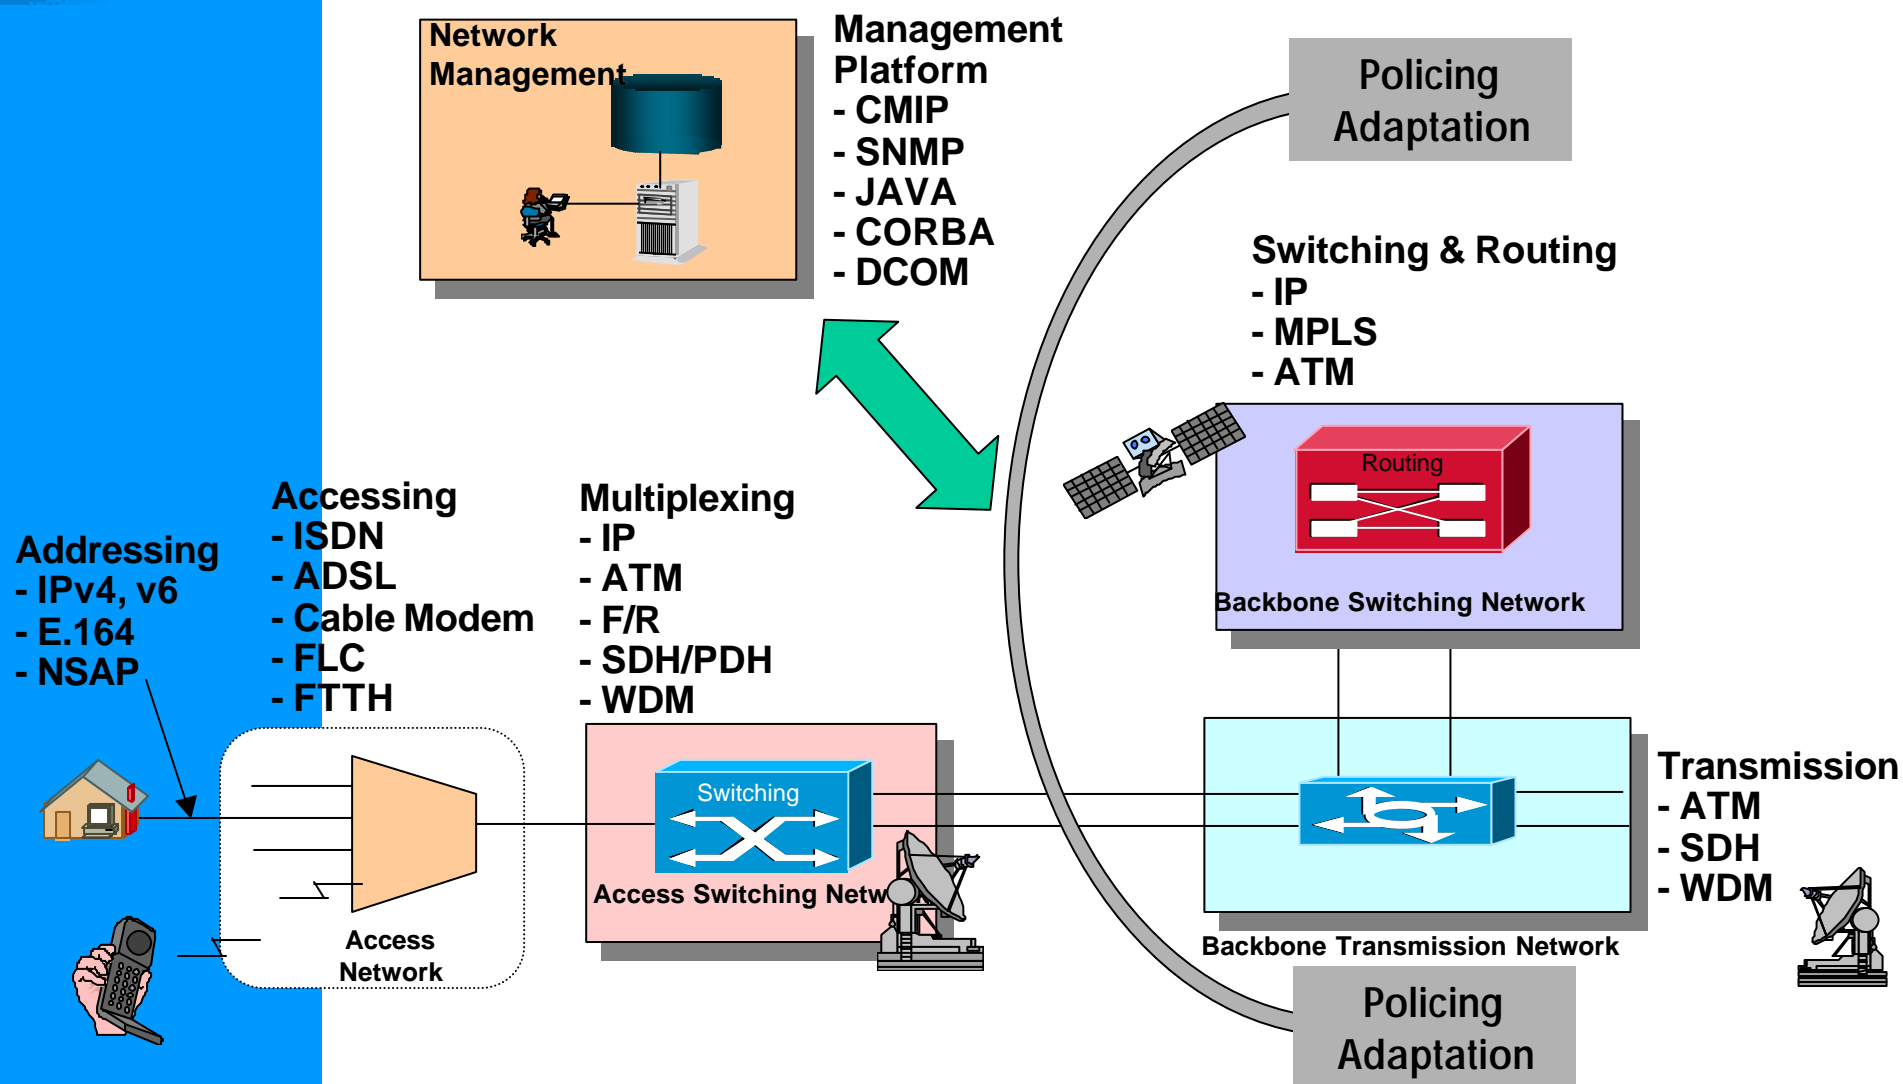 Network
Management
Management
Platform
- CMIP
- SNMP
- JAVA
- CORBA
- DCOM
Policing
Adaptation
Switching & Routing
- IP
- MPLS
- ATM
Routing
Backbone Switching Network
Addressing
- IPv4, v6
- E.164
- NSAP
Accessing
- ISDN
- ADSL
- Cable Modem
- FLC
- FTTH
Multiplexing
- IP
- ATM
- F/R
- SDH/PDH
- WDM
Access
Network
Switching
Access Switching Network
Transmission
- ATM
- SDH
- WDM
Backbone Transmission Network
Policing
Adaptation